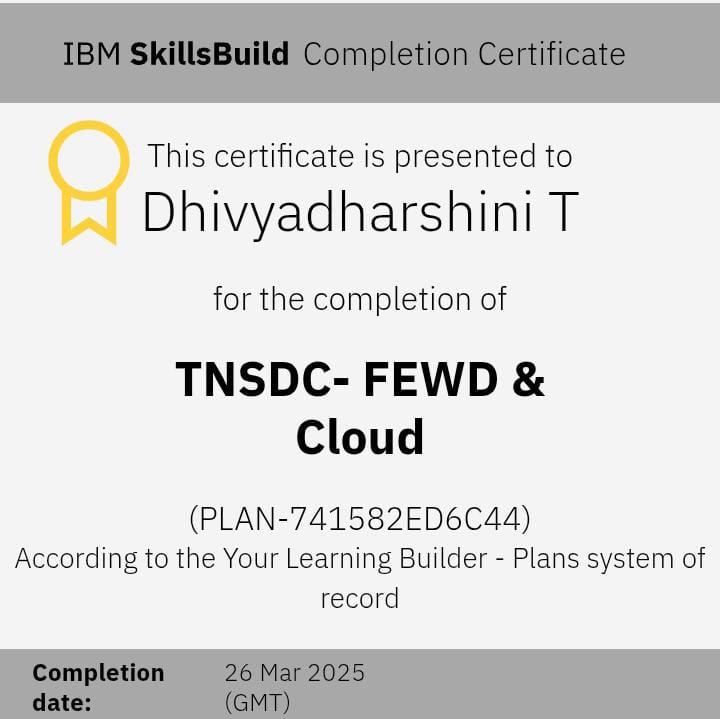 IBM SkillsBuild Completion Certificate
This certificate is presented to
Dhivyadharshini T
for the completion of
TNSDC- FEWD &
Cloud
(PLAN-741582ED6C44)
According to the Your Learning Builder - Plans system of
record
Completion date: 26 Mar 2025 (GMT)